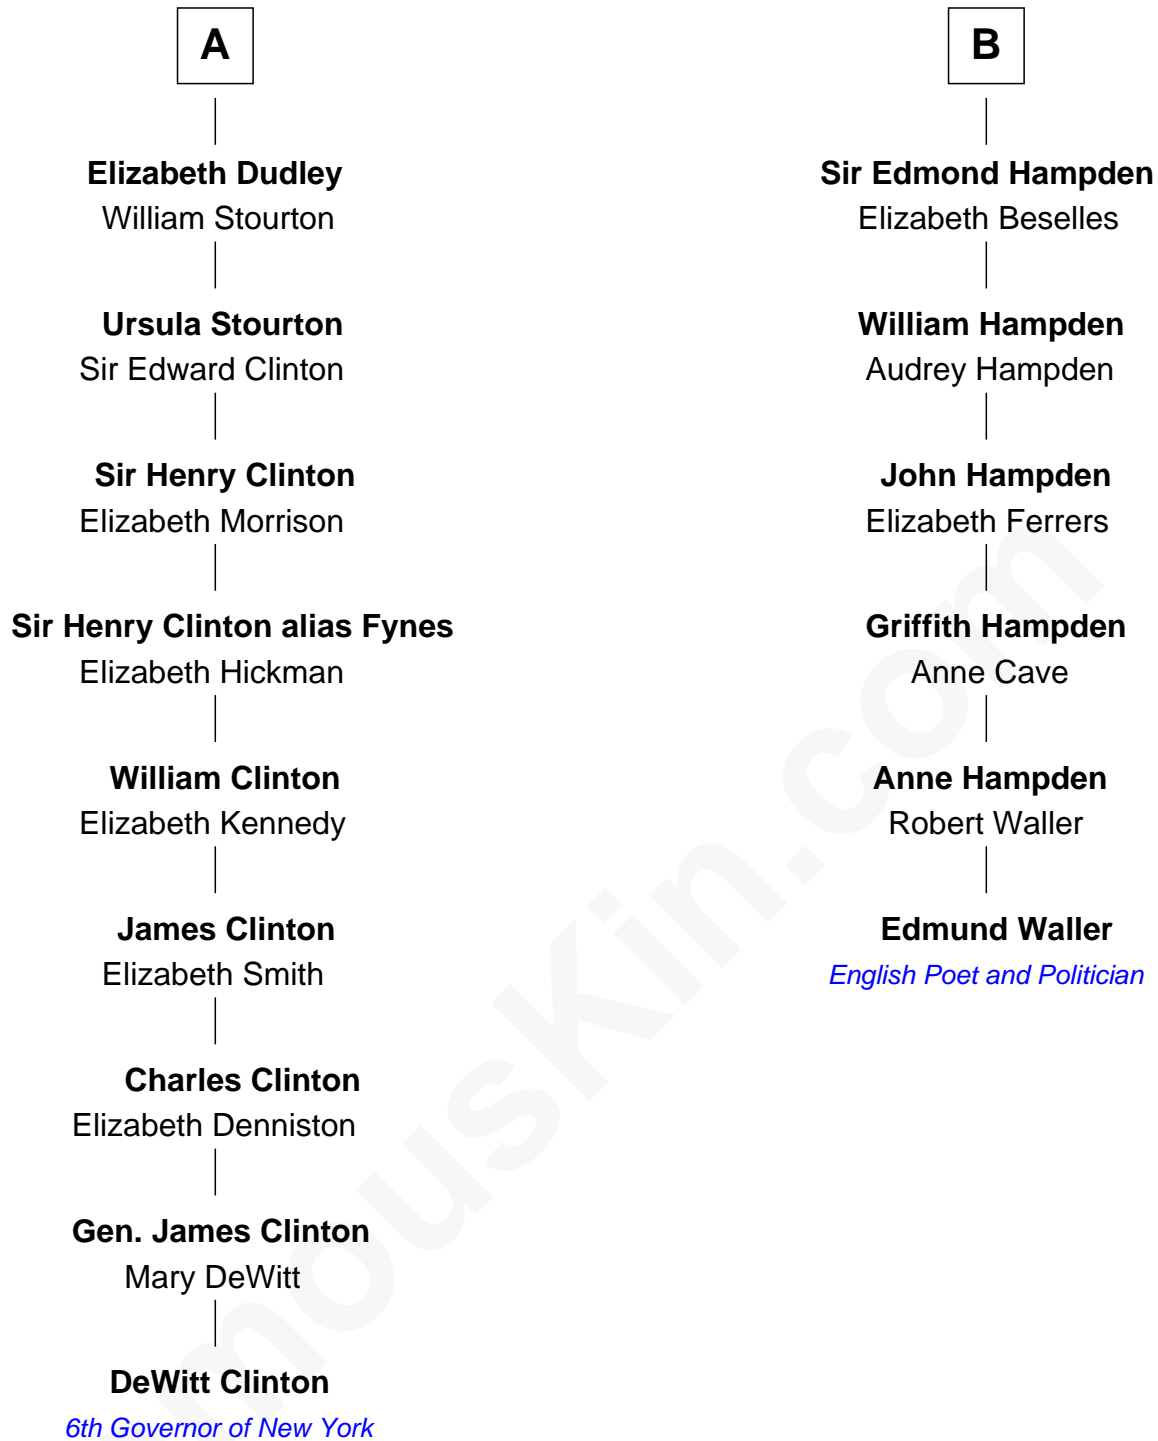 A
Elizabeth Dudley
William Stourton
Ursula Stourton
Sir Edward Clinton
Sir Henry Clinton
Elizabeth Morrison
Sir Henry Clinton alias Fynes
Elizabeth Hickman
William Clinton
Elizabeth Kennedy
James Clinton
Elizabeth Smith
Charles Clinton
Elizabeth Denniston
Gen. James Clinton
Mary DeWitt
DeWitt Clinton
6th Governor of New York
B
Sir Edmond Hampden
Elizabeth Beselles
William Hampden
Audrey Hampden
John Hampden
Elizabeth Ferrers
Griffith Hampden
Anne Cave
Anne Hampden
Robert Waller
Edmund Waller
English Poet and Politician
mouskin.com